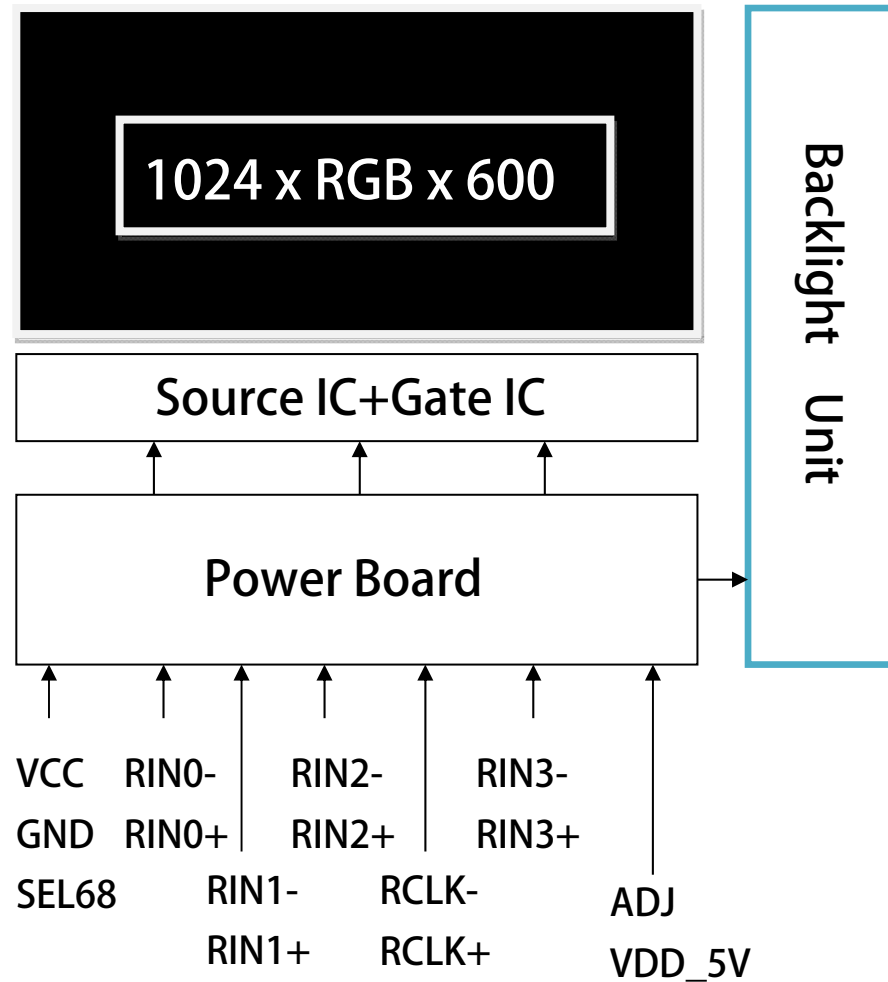 1024 x RGB x 600
Backlight Unit
Source IC+Gate IC
Power Board
VCC RIN0- RIN2- RIN3-
GND RIN0+ RIN2+ RIN3+
SEL68 RIN1- RCLK- ADJ
RIN1+ RCLK+ VDD_5V